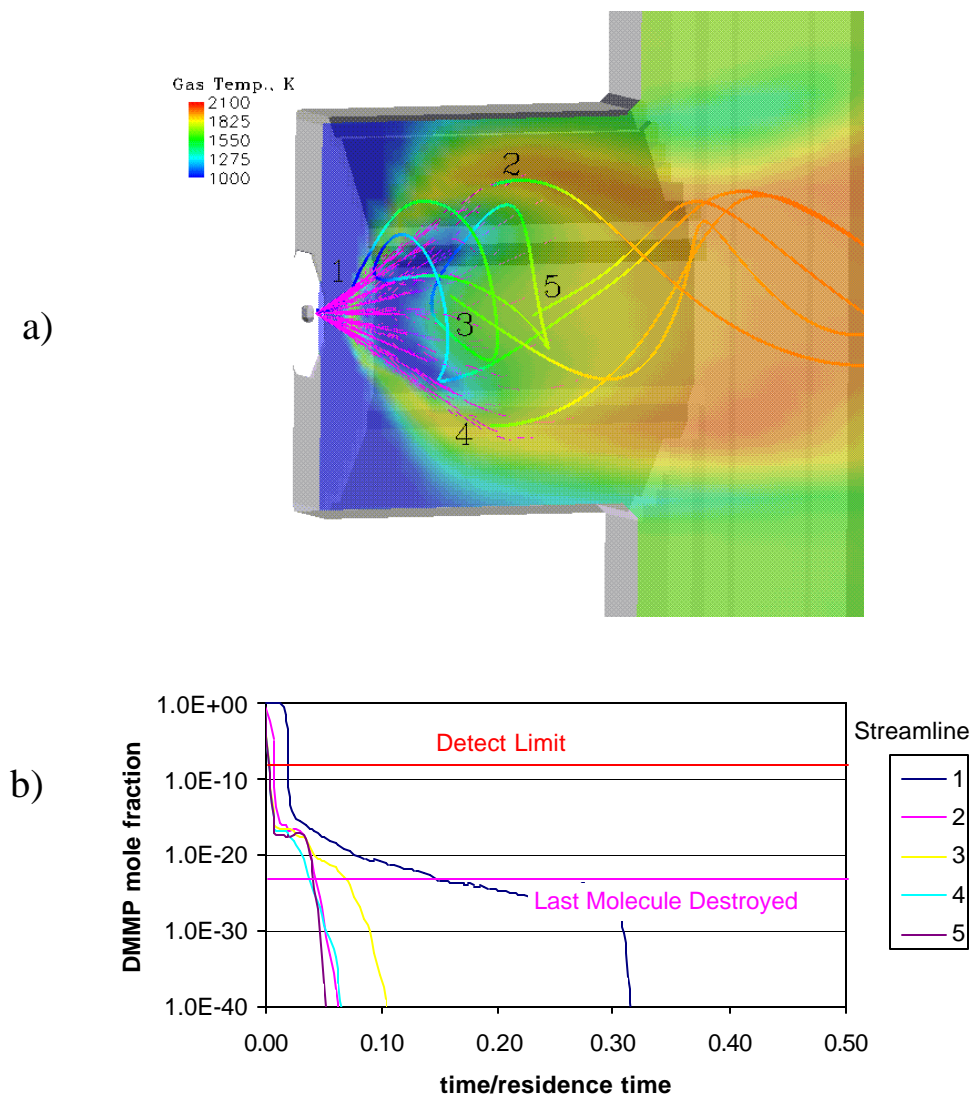 Gas Temp., K
2100
1825
1550
1275
1000
2
1
5
3
4
a)
1.0E+00
1.0E-10
1.0E-20
1.0E-30
1.0E-40
DMMP mole fraction
Detect Limit
Last Molecule Destroyed
0.00 0.10 0.20 0.30 0.40 0.50
time/residence time
Streamline
1
2
3
4
5
b)